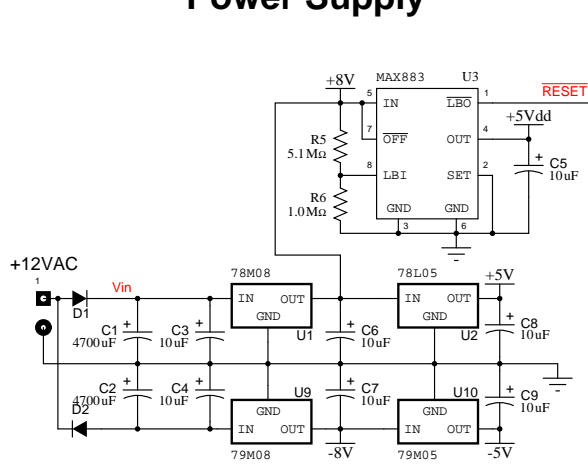 Power Supply
+8V
MAX883
U3
RESET
5
IN
LBO
1
+5Vdd
R5
5.1MΩ
7
OFF
OUT
4
+
C5
10uF
8
LBI
SET
2
R6
1.0MΩ
GND
GND
3
6
+12VAC
78M08
78L05
+5V
1
Vin
D1
IN
OUT
GND
U1
IN
OUT
GND
U2
C1
4700uF
+
C3
10uF
+
+
C6
10uF
+
C8
10uF
C2
4700uF
+
C4
10uF
+
+
C7
10uF
+
C9
10uF
D2
U9
GND
IN
OUT
U10
GND
IN
OUT
79M08
-8V
79M05
-5V